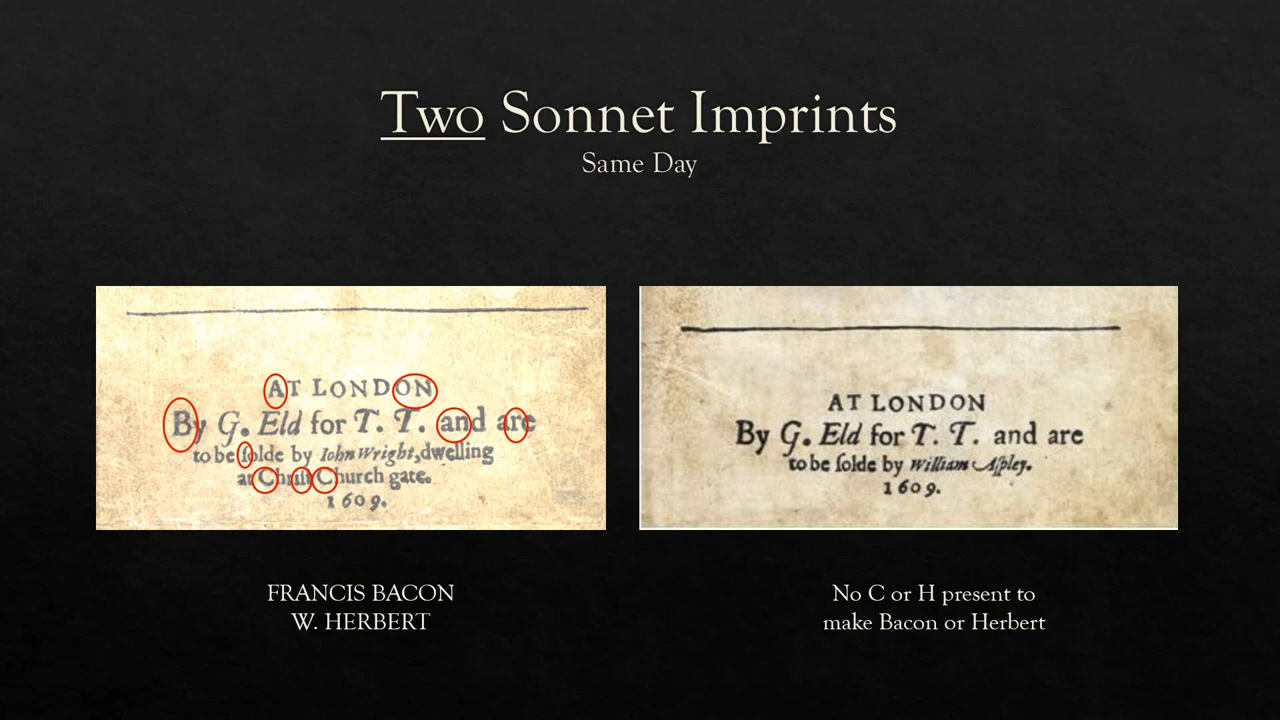 Two Sonnet Imprints
Same Day
AT LONDON
By G. Eld for T. T. and are
to be ſolde by Iohn Wright, dwelling
at Chriſt Church gate.
1609.
AT LONDON
By G. Eld for T. T. and are
to be ſolde by William Aſpley.
1609.
FRANCIS BACON
W. HERBERT
No C or H present to
make Bacon or Herbert